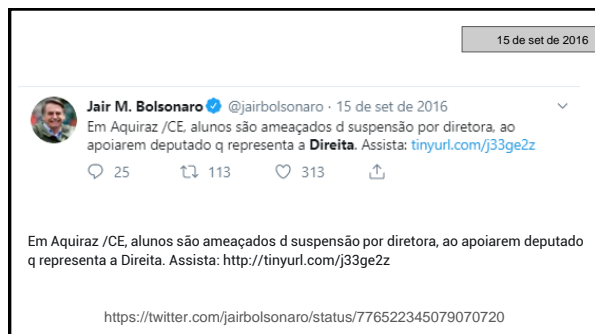 15 de set de 2016
Jair M. Bolsonaro @jairbolsonaro · 15 de set de 2016
Em Aquiraz /CE, alunos são ameaçados d suspensão por diretora, ao
apoiarem deputado q representa a Direita. Assista: tinyurl.com/j33ge2z
25 113 313
Em Aquiraz /CE, alunos são ameaçados d suspensão por diretora, ao apoiarem deputado
q representa a Direita. Assista: http://tinyurl.com/j33ge2z
https://twitter.com/jairbolsonaro/status/776522345079070720